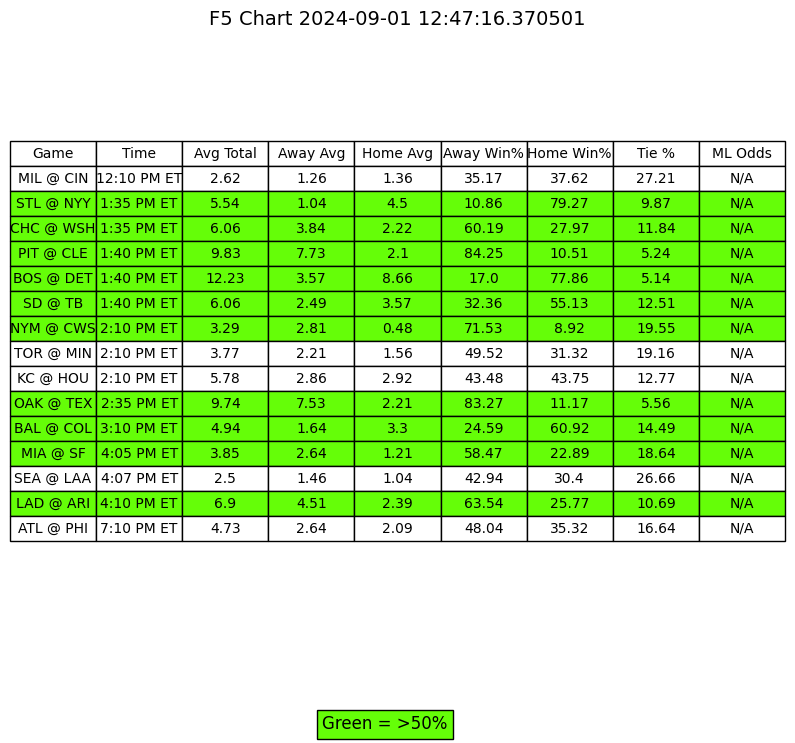 F5 Chart 2024-09-01 12:47:16.370501
Game Time Avg Total Away Avg Home Avg Away Win% Home Win% Tie % ML Odds
MIL @ CIN 12:10 PM ET 2.62 1.26 1.36 35.17 37.62 27.21 N/A
STL @ NYY 1:35 PM ET 5.54 1.04 4.5 10.86 79.27 9.87 N/A
CHC @ WSH 1:35 PM ET 6.06 3.84 2.22 60.19 27.97 11.84 N/A
PIT @ CLE 1:40 PM ET 9.83 7.73 2.1 84.25 10.51 5.24 N/A
BOS @ DET 1:40 PM ET 12.23 3.57 8.66 17.0 77.86 5.14 N/A
SD @ TB 1:40 PM ET 6.06 2.49 3.57 32.36 55.13 12.51 N/A
NYM @ CWS 2:10 PM ET 3.29 2.81 0.48 71.53 8.92 19.55 N/A
TOR @ MIN 2:10 PM ET 3.77 2.21 1.56 49.52 31.32 19.16 N/A
KC @ HOU 2:10 PM ET 5.78 2.86 2.92 43.48 43.75 12.77 N/A
OAK @ TEX 2:35 PM ET 9.74 7.53 2.21 83.27 11.17 5.56 N/A
BAL @ COL 3:10 PM ET 4.94 1.64 3.3 24.59 60.92 14.49 N/A
MIA @ SF 4:05 PM ET 3.85 2.64 1.21 58.47 22.89 18.64 N/A
SEA @ LAA 4:07 PM ET 2.5 1.46 1.04 42.94 30.4 26.66 N/A
LAD @ ARI 4:10 PM ET 6.9 4.51 2.39 63.54 25.77 10.69 N/A
ATL @ PHI 7:10 PM ET 4.73 2.64 2.09 48.04 35.32 16.64 N/A
Green = >50%